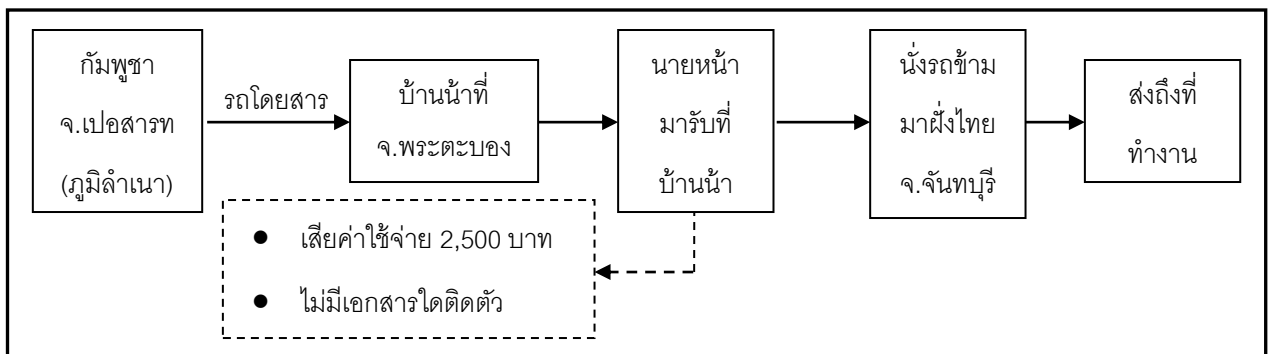 กัมพูชา
จ.เปอสารท
(ภูมิลำเนา)
รถโดยสาร
บ้านน้าที่
จ.พระตะบอง
นายหน้า
มารับที่
บ้านน้า
นั่งรถข้าม
มาฝั่งไทย
จ.จันทบุรี
ส่งถึงที่
ทำงาน
● เสียค่าใช้จ่าย 2,500 บาท
● ไม่มีเอกสารใดติดตัว